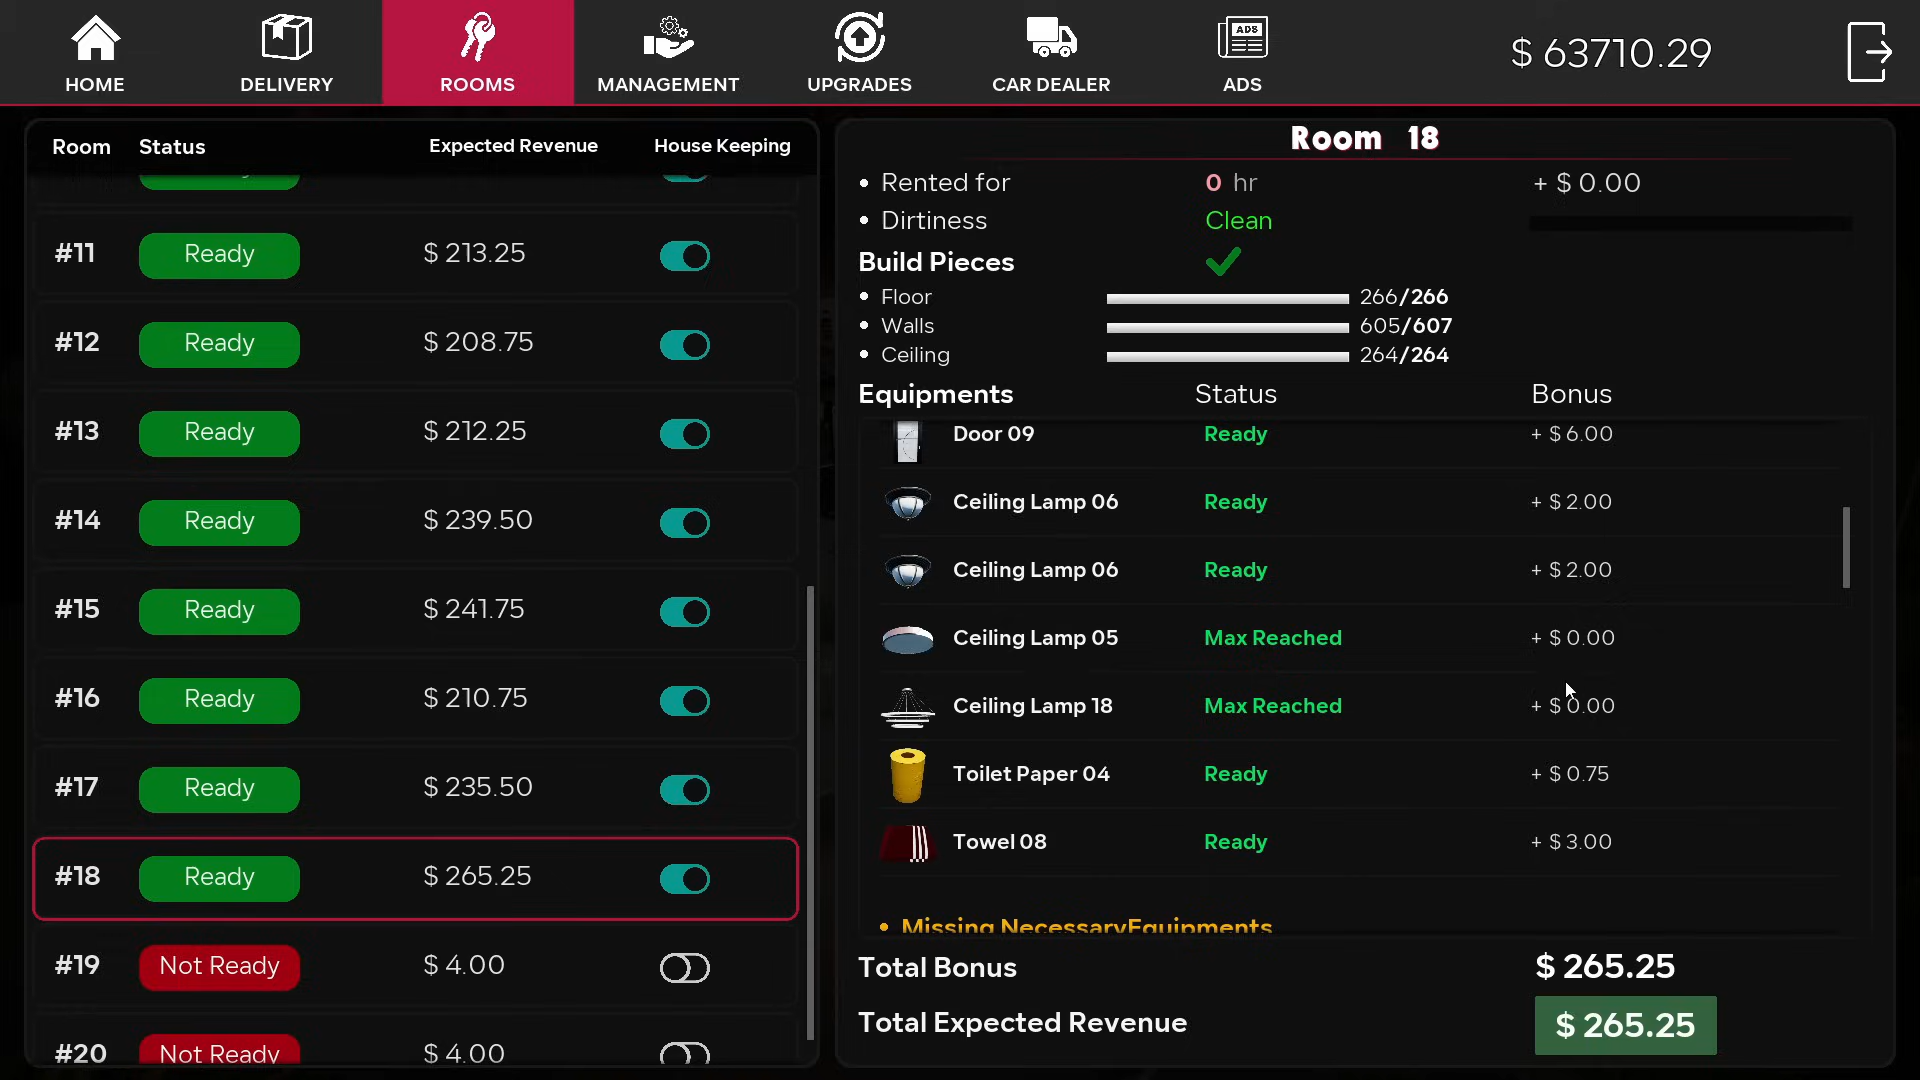 HOME
DELIVERY
ROOMS
MANAGEMENT
UPGRADES
CAR DEALER
ADS
ADS
$ 63710.29
Room Status Expected Revenue House Keeping
#11 Ready $ 213.25
#12 Ready $ 208.75
#13 Ready $ 212.25
#14 Ready $ 239.50
#15 Ready $ 241.75
#16 Ready $ 210.75
#17 Ready $ 235.50
#18 Ready $ 265.25
#19 Not Ready $ 4.00
#20 Not Ready $ 4.00
Room 18
• Rented for 0 hr + $ 0.00
• Dirtiness Clean
Build Pieces
• Floor 266/266
• Walls 605/607
• Ceiling 264/264
Equipments Status Bonus
Door 09 Ready + $ 6.00
Ceiling Lamp 06 Ready + $ 2.00
Ceiling Lamp 06 Ready + $ 2.00
Ceiling Lamp 05 Max Reached + $ 0.00
Ceiling Lamp 18 Max Reached + $ 0.00
Toilet Paper 04 Ready + $ 0.75
Towel 08 Ready + $ 3.00
• Missing NecessaryEquipments
Total Bonus $ 265.25
Total Expected Revenue $ 265.25